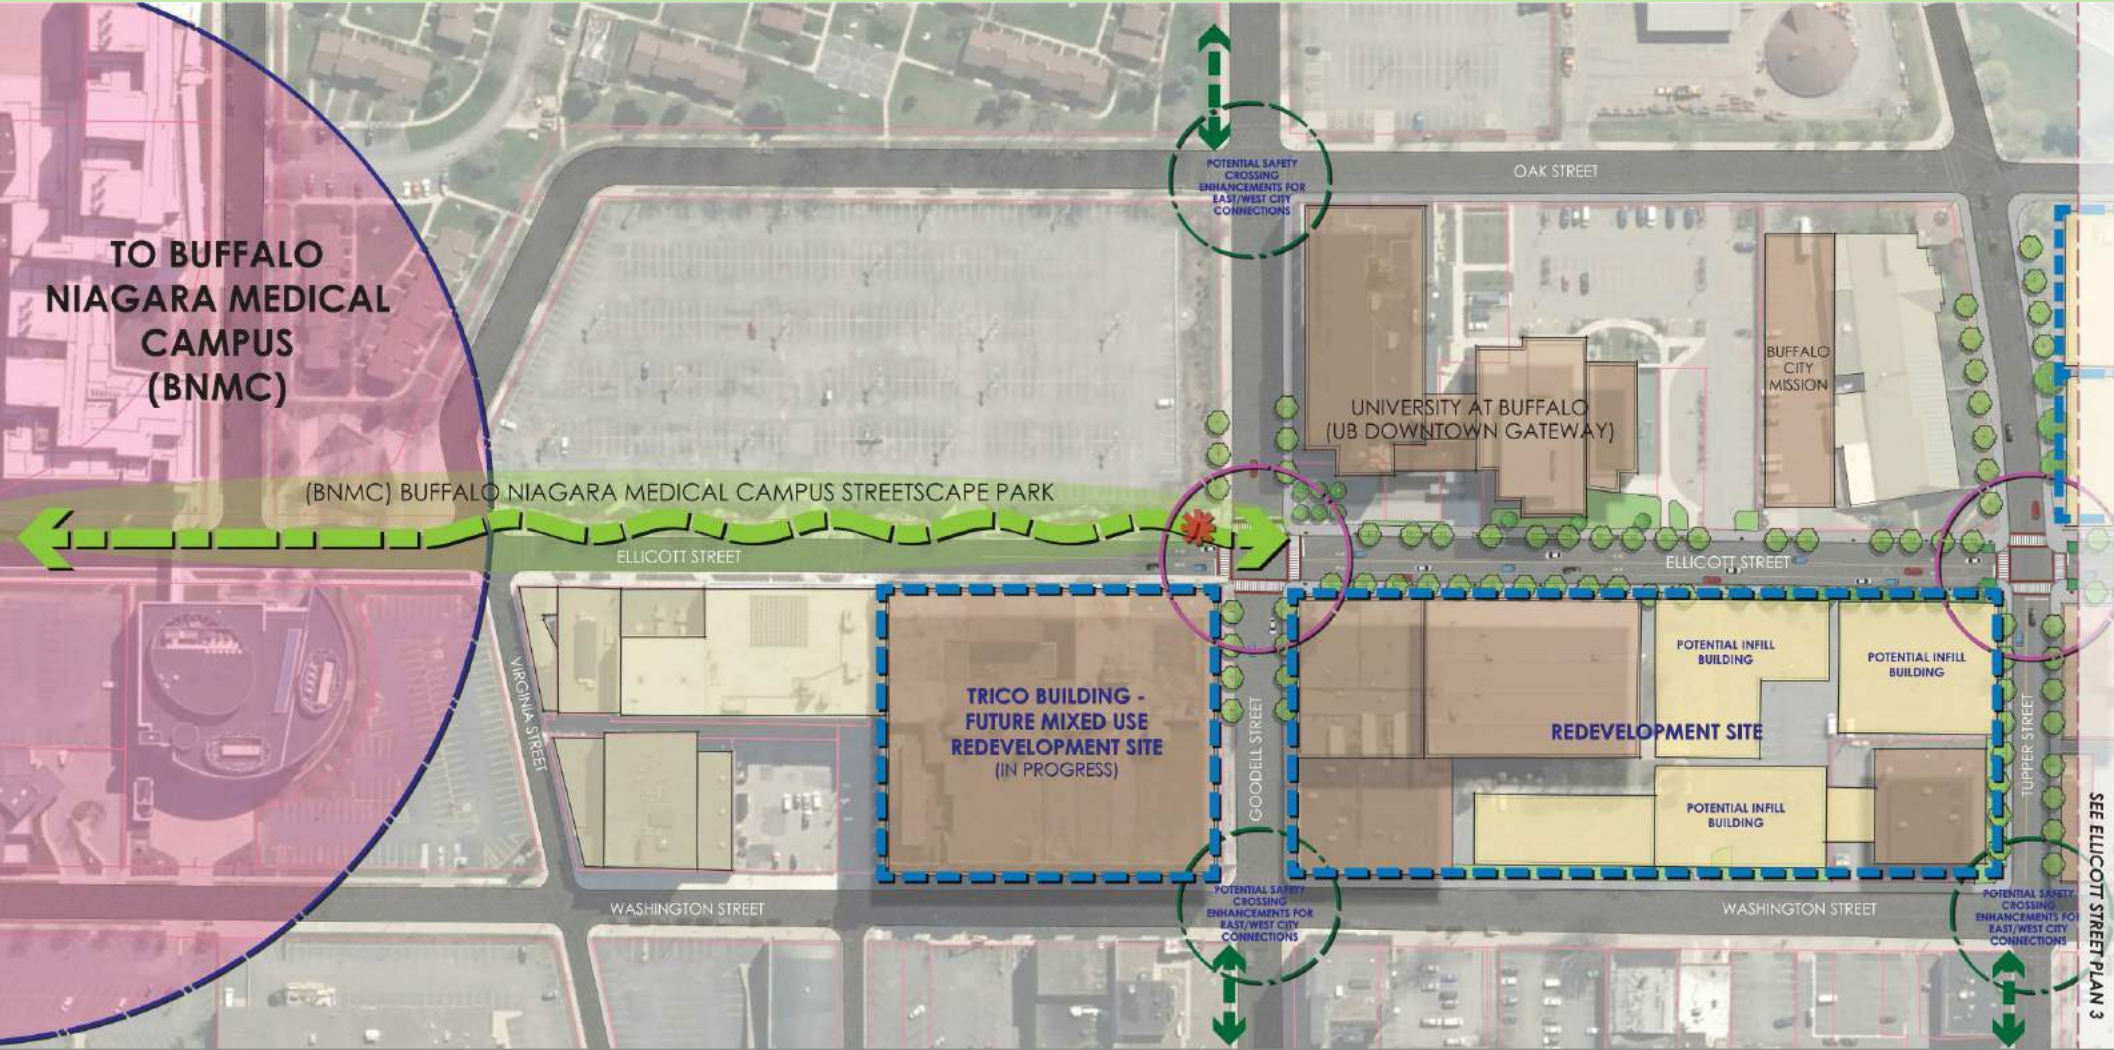 TO BUFFALO
NIAGARA MEDICAL
CAMPUS
(BNMC)
POTENTIAL SAFETY
CROSSING
ENHANCEMENTS FOR
EAST/WEST CITY
CONNECTIONS
OAK STREET
BUFFALO
CITY
MISSION
UNIVERSITY AT BUFFALO
(UB DOWNTOWN GATEWAY)
(BNMC) BUFFALO NIAGARA MEDICAL CAMPUS STREETSCAPE PARK
ELLICOTT STREET
ELLICOTT STREET
VIRGINIA STREET
TRICO BUILDING -
FUTURE MIXED USE
REDEVELOPMENT SITE
(IN PROGRESS)
GOODELL STREET
POTENTIAL INFILL
BUILDING
POTENTIAL INFILL
BUILDING
REDEVELOPMENT SITE
POTENTIAL INFILL
BUILDING
TUPPER STREET
SEE ELLICOTT STREET PLAN 3
WASHINGTON STREET
POTENTIAL SAFETY
CROSSING
ENHANCEMENTS FOR
EAST/WEST CITY
CONNECTIONS
WASHINGTON STREET
POTENTIAL SAFETY
CROSSING
ENHANCEMENTS FOR
EAST/WEST CITY
CONNECTIONS